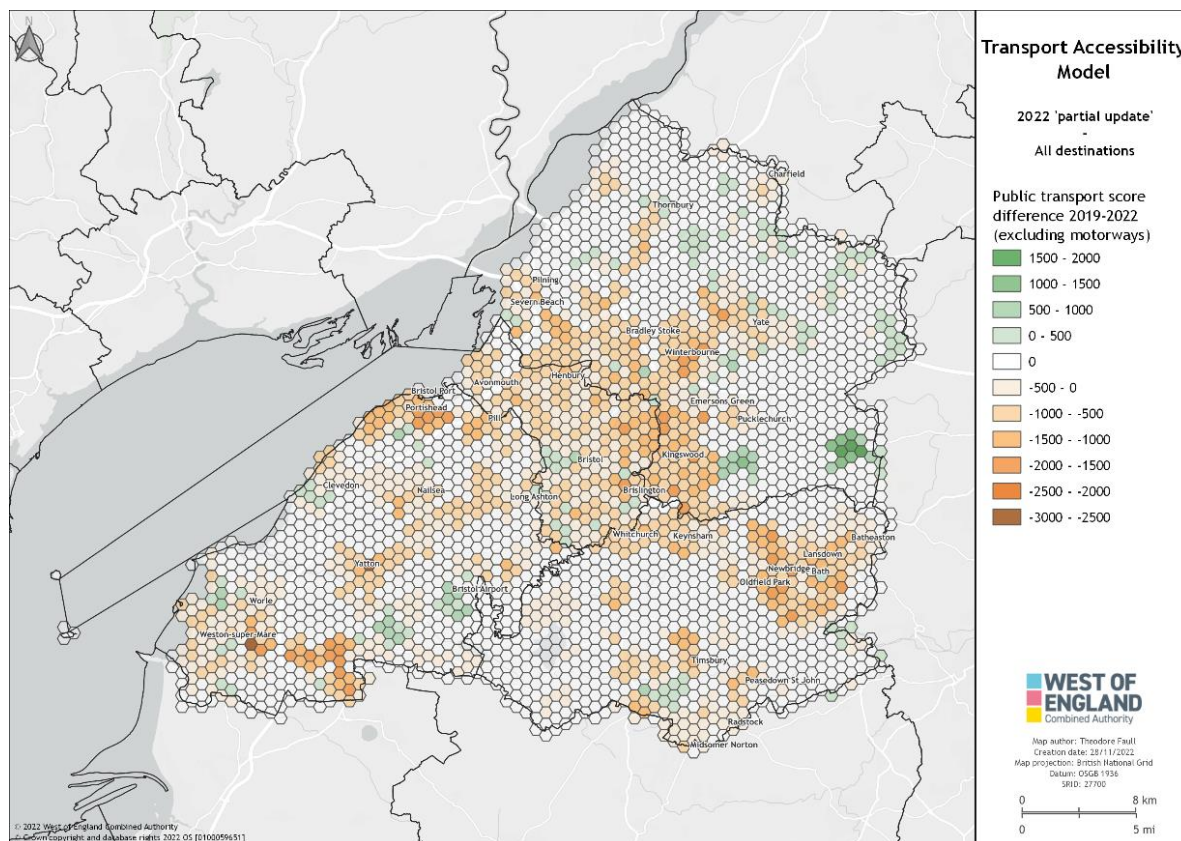 N
Charfield
Thornbury
Pilning
Severn Beach
Bradley Stoke
Yate
Winterbourne
Henbury
Avonmouth
Bristol Port
Portishead
Pill
Emersons Green
Pucklechurch
Kingswood
Bristol
Clevedon
Nailsea
Long Ashton
Brislington
Whitchurch
Keynsham
Batheaston
Lansdown
Newbridge
Bath
Oldfield Park
Yatton
Bristol Airport
Worle
Weston-super-Mare
Timsbury
Peasedown St John
Radstock
Midsomer Norton
© 2022 West of England Combined Authority
© Crown copyright and database rights 2022 OS [0100059651]
Transport Accessibility
Model
2022 'partial update'
-
All destinations
Public transport score
difference 2019-2022
(excluding motorways)
1500 - 2000
1000 - 1500
500 - 1000
0 - 500
0
-500 - 0
-1000 - -500
-1500 - -1000
-2000 - -1500
-2500 - -2000
-3000 - -2500
WEST OF
ENGLAND
Combined Authority
Map author: Theodore Faull
Creation date: 28/11/2022
Map projection: British National Grid
Datum: OSGB 1936
SRID: 27700
0 8 km
0 5 mi